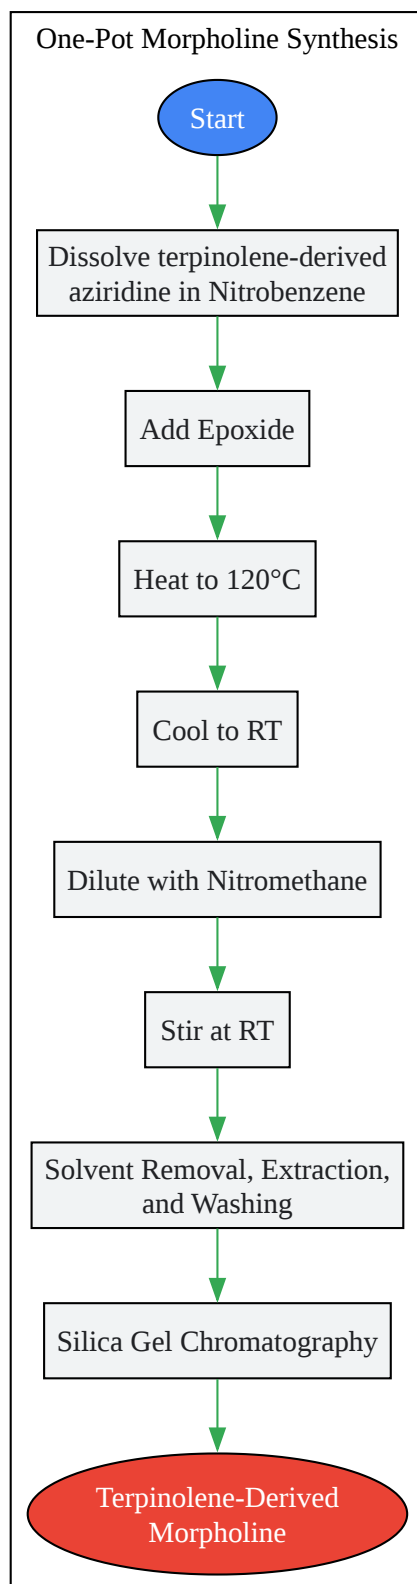 One-Pot Morpholine Synthesis
Start
Dissolve terpinolene-derived
aziridine in Nitrobenzene
Add Epoxide
Heat to 120°C
Cool to RT
Dilute with Nitromethane
Stir at RT
Solvent Removal, Extraction,
and Washing
Silica Gel Chromatography
Terpinolene-Derived
Morpholine